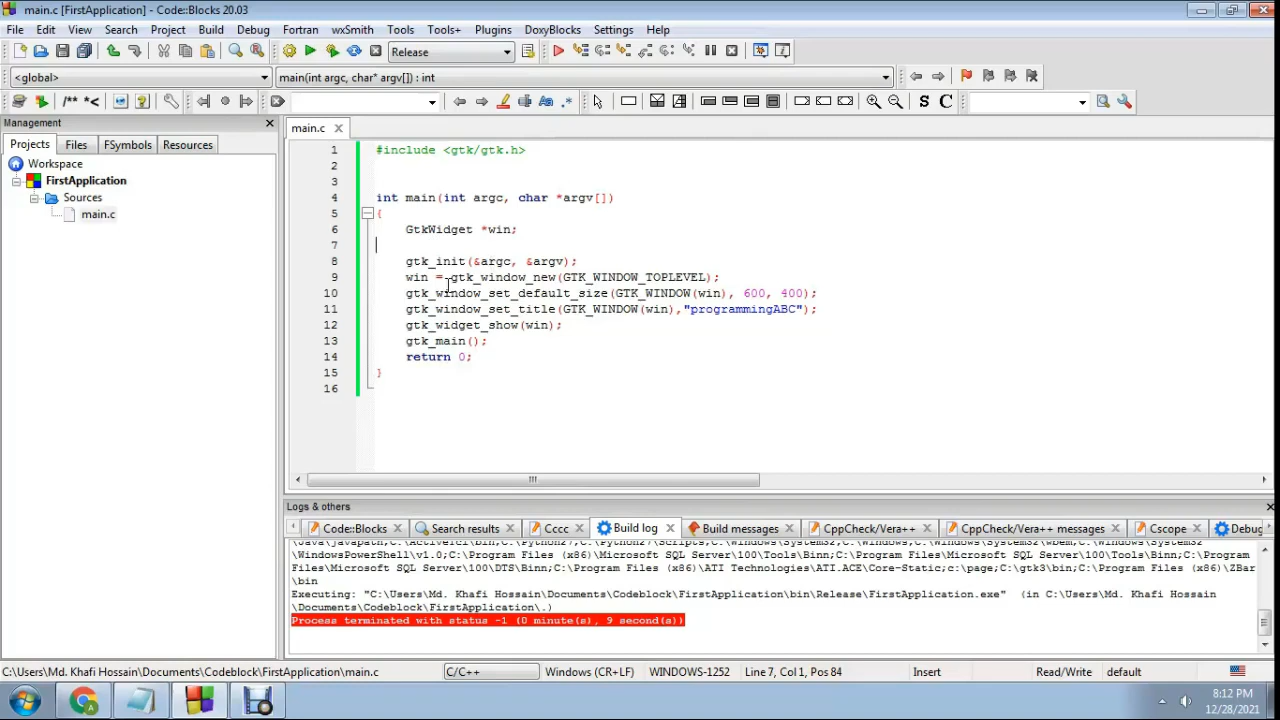 main.c [FirstApplication] - Code::Blocks 20.03
File Edit View Search Project Build Debug Fortran wxSmith Tools Tools+ Plugins DoxyBlocks Settings Help
Release
<global> main(int argc, char* argv[]) : int
/** *< S C
Management
Projects Files FSymbols Resources
Workspace
FirstApplication
Sources
main.c
main.c
1 #include <gtk/gtk.h>
2
3
4 int main(int argc, char *argv[])
5 {
6 GtkWidget *win;
7
8 gtk_init(&argc, &argv);
9 win = gtk_window_new(GTK_WINDOW_TOPLEVEL);
10 gtk_window_set_default_size(GTK_WINDOW(win), 600, 400);
11 gtk_window_set_title(GTK_WINDOW(win),"programmingABC");
12 gtk_widget_show(win);
13 gtk_main();
14 return 0;
15 }
16
Logs & others
Code::Blocks Search results Cccc Build log Build messages CppCheck/Vera++ CppCheck/Vera++ messages Cscope Debug
\WindowsPowerShell\v1.0;C:\Program Files (x86)\Microsoft SQL Server\100\Tools\Binn;C:\Program Files\Microsoft SQL Server\100\Tools\Binn;C:\Program
Files\Microsoft SQL Server\100\DTS\Binn;C:\Program Files (x86)\ATI Technologies\ATI.ACE\Core-Static;c:\page;C:\gtk3\bin;C:\Program Files (x86)\ZBar
\bin
Executing: "C:\Users\Md. Khafi Hossain\Documents\Codeblock\FirstApplication\bin\Release\FirstApplication.exe" (in C:\Users\Md. Khafi Hossain
\Documents\Codeblock\FirstApplication\.)
Process terminated with status -1 (0 minute(s), 9 second(s))
C:\Users\Md. Khafi Hossain\Documents\Codeblock\FirstApplication\main.c C/C++ Windows (CR+LF) WINDOWS-1252 Line 7, Col 1, Pos 84 Insert Read/Write default
8:12 PM
12/28/2021